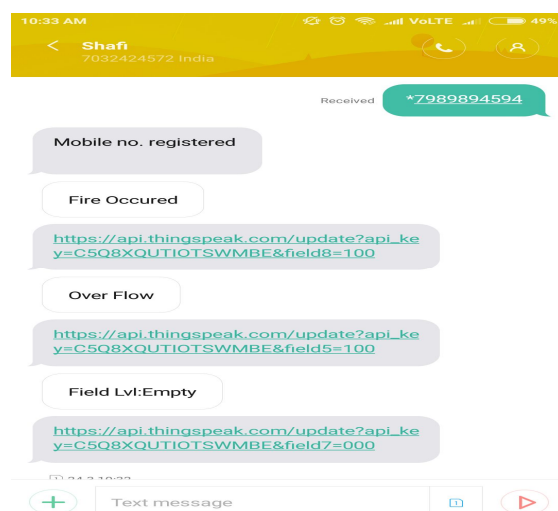 10:33 AM VoLTE 49%
Shafi
7032424572 India
Received *7989894594
Mobile no. registered
Fire Occured
https://api.thingspeak.com/update?api_ke
y=C5Q8XQUTIOTSWMBE&field8=100
Over Flow
https://api.thingspeak.com/update?api_ke
y=C5Q8XQUTIOTSWMBE&field5=100
Field Lvl:Empty
https://api.thingspeak.com/update?api_ke
y=C5Q8XQUTIOTSWMBE&field7=000
Text message 1